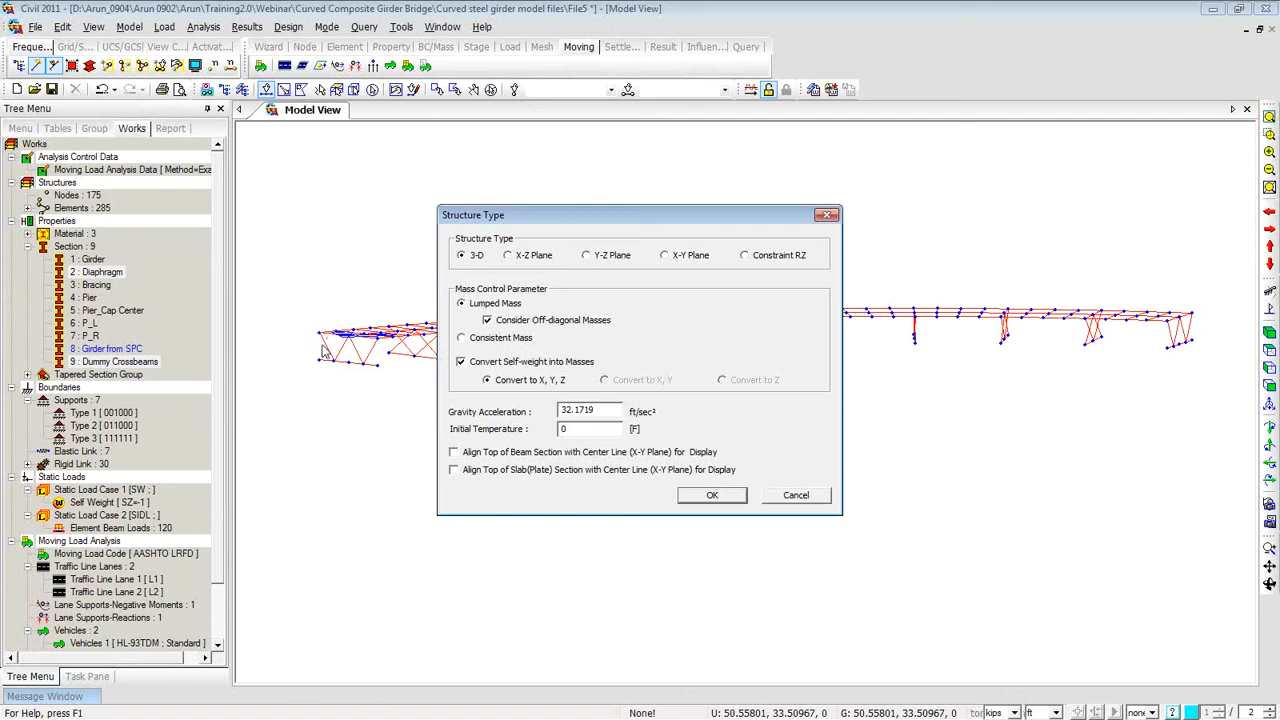 Civil 2011 - [D:\Arun_0904\Arun 0902\Arun\Training2.0\Webinar\Curved Composite Girder Bridge\Curved steel girder model files\File5 *] - [Model View]
File Edit View Model Load Analysis Results Design Mode Query Tools Window Help
Freque... Grid/S... UCS/GCS View C... Activat...
Wizard Node Element Property BC/Mass Stage Load Mesh Moving Settle... Result Influen... Query
Tree Menu
Model View
Menu Tables Group Works Report
Works
Analysis Control Data
Moving Load Analysis Data [ Method=Exa
Structures
Nodes : 175
Elements : 285
Properties
Material : 3
Section : 9
1 : Girder
2 : Diaphragm
3 : Bracing
4 : Pier
5 : Pier_Cap Center
6 : P_L
7 : P_R
8 : Girder from SPC
9 : Dummy Crossbeams
Tapered Section Group
Boundaries
Supports : 7
Type 1 [ 001000 ]
Type 2 [ 011000 ]
Type 3 [ 111111 ]
Elastic Link : 7
Rigid Link : 30
Static Loads
Static Load Case 1 [SW ; ]
Self Weight [ SZ=-1 ]
Static Load Case 2 [SIDL ; ]
Element Beam Loads : 120
Moving Load Analysis
Moving Load Code [ AASHTO LRFD ]
Traffic Line Lanes : 2
Traffic Line Lane 1 [ L1 ]
Traffic Line Lane 2 [ L2 ]
Lane Supports-Negative Moments : 1
Lane Supports-Reactions : 1
Vehicles : 2
Vehicles 1 [ HL-93TDM ; Standard ]
Tree Menu Task Pane
Structure Type
Structure Type
3-D X-Z Plane Y-Z Plane X-Y Plane Constraint RZ
Mass Control Parameter
Lumped Mass
Consider Off-diagonal Masses
Consistent Mass
Convert Self-weight into Masses
Convert to X, Y, Z Convert to X, Y Convert to Z
Gravity Acceleration : 32.1719 ft/sec²
Initial Temperature : 0 [F]
Align Top of Beam Section with Center Line (X-Y Plane) for Display
Align Top of Slab(Plate) Section with Center Line (X-Y Plane) for Display
OK Cancel
Message Window
For Help, press F1 None! U: 50.55801, 33.50967, 0 G: 50.55801, 33.50967, 0 kips ft none 1 / 2